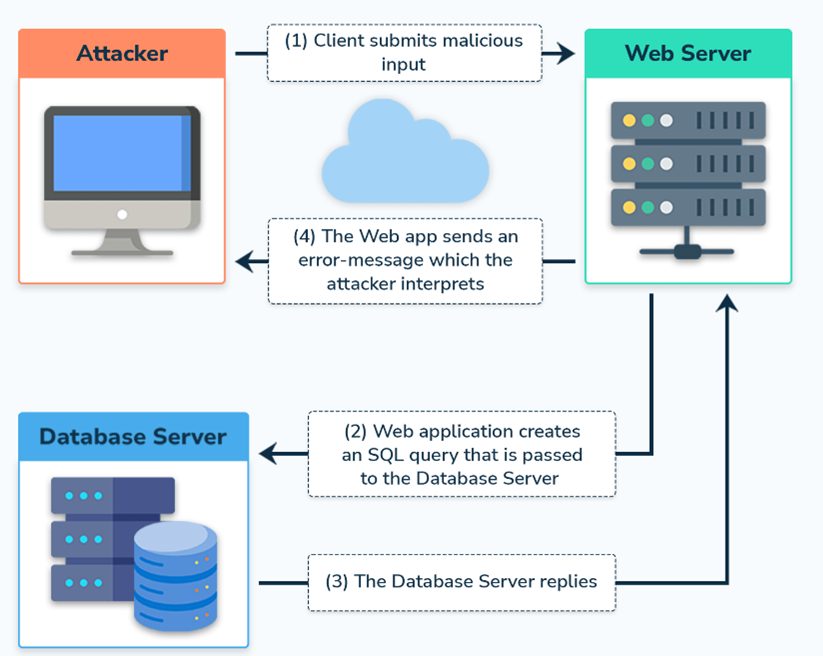 Attacker
(1) Client submits malicious
input
Web Server
(4) The Web app sends an
error-message which the
attacker interprets
Database Server
(2) Web application creates
an SQL query that is passed
to the Database Server
(3) The Database Server replies